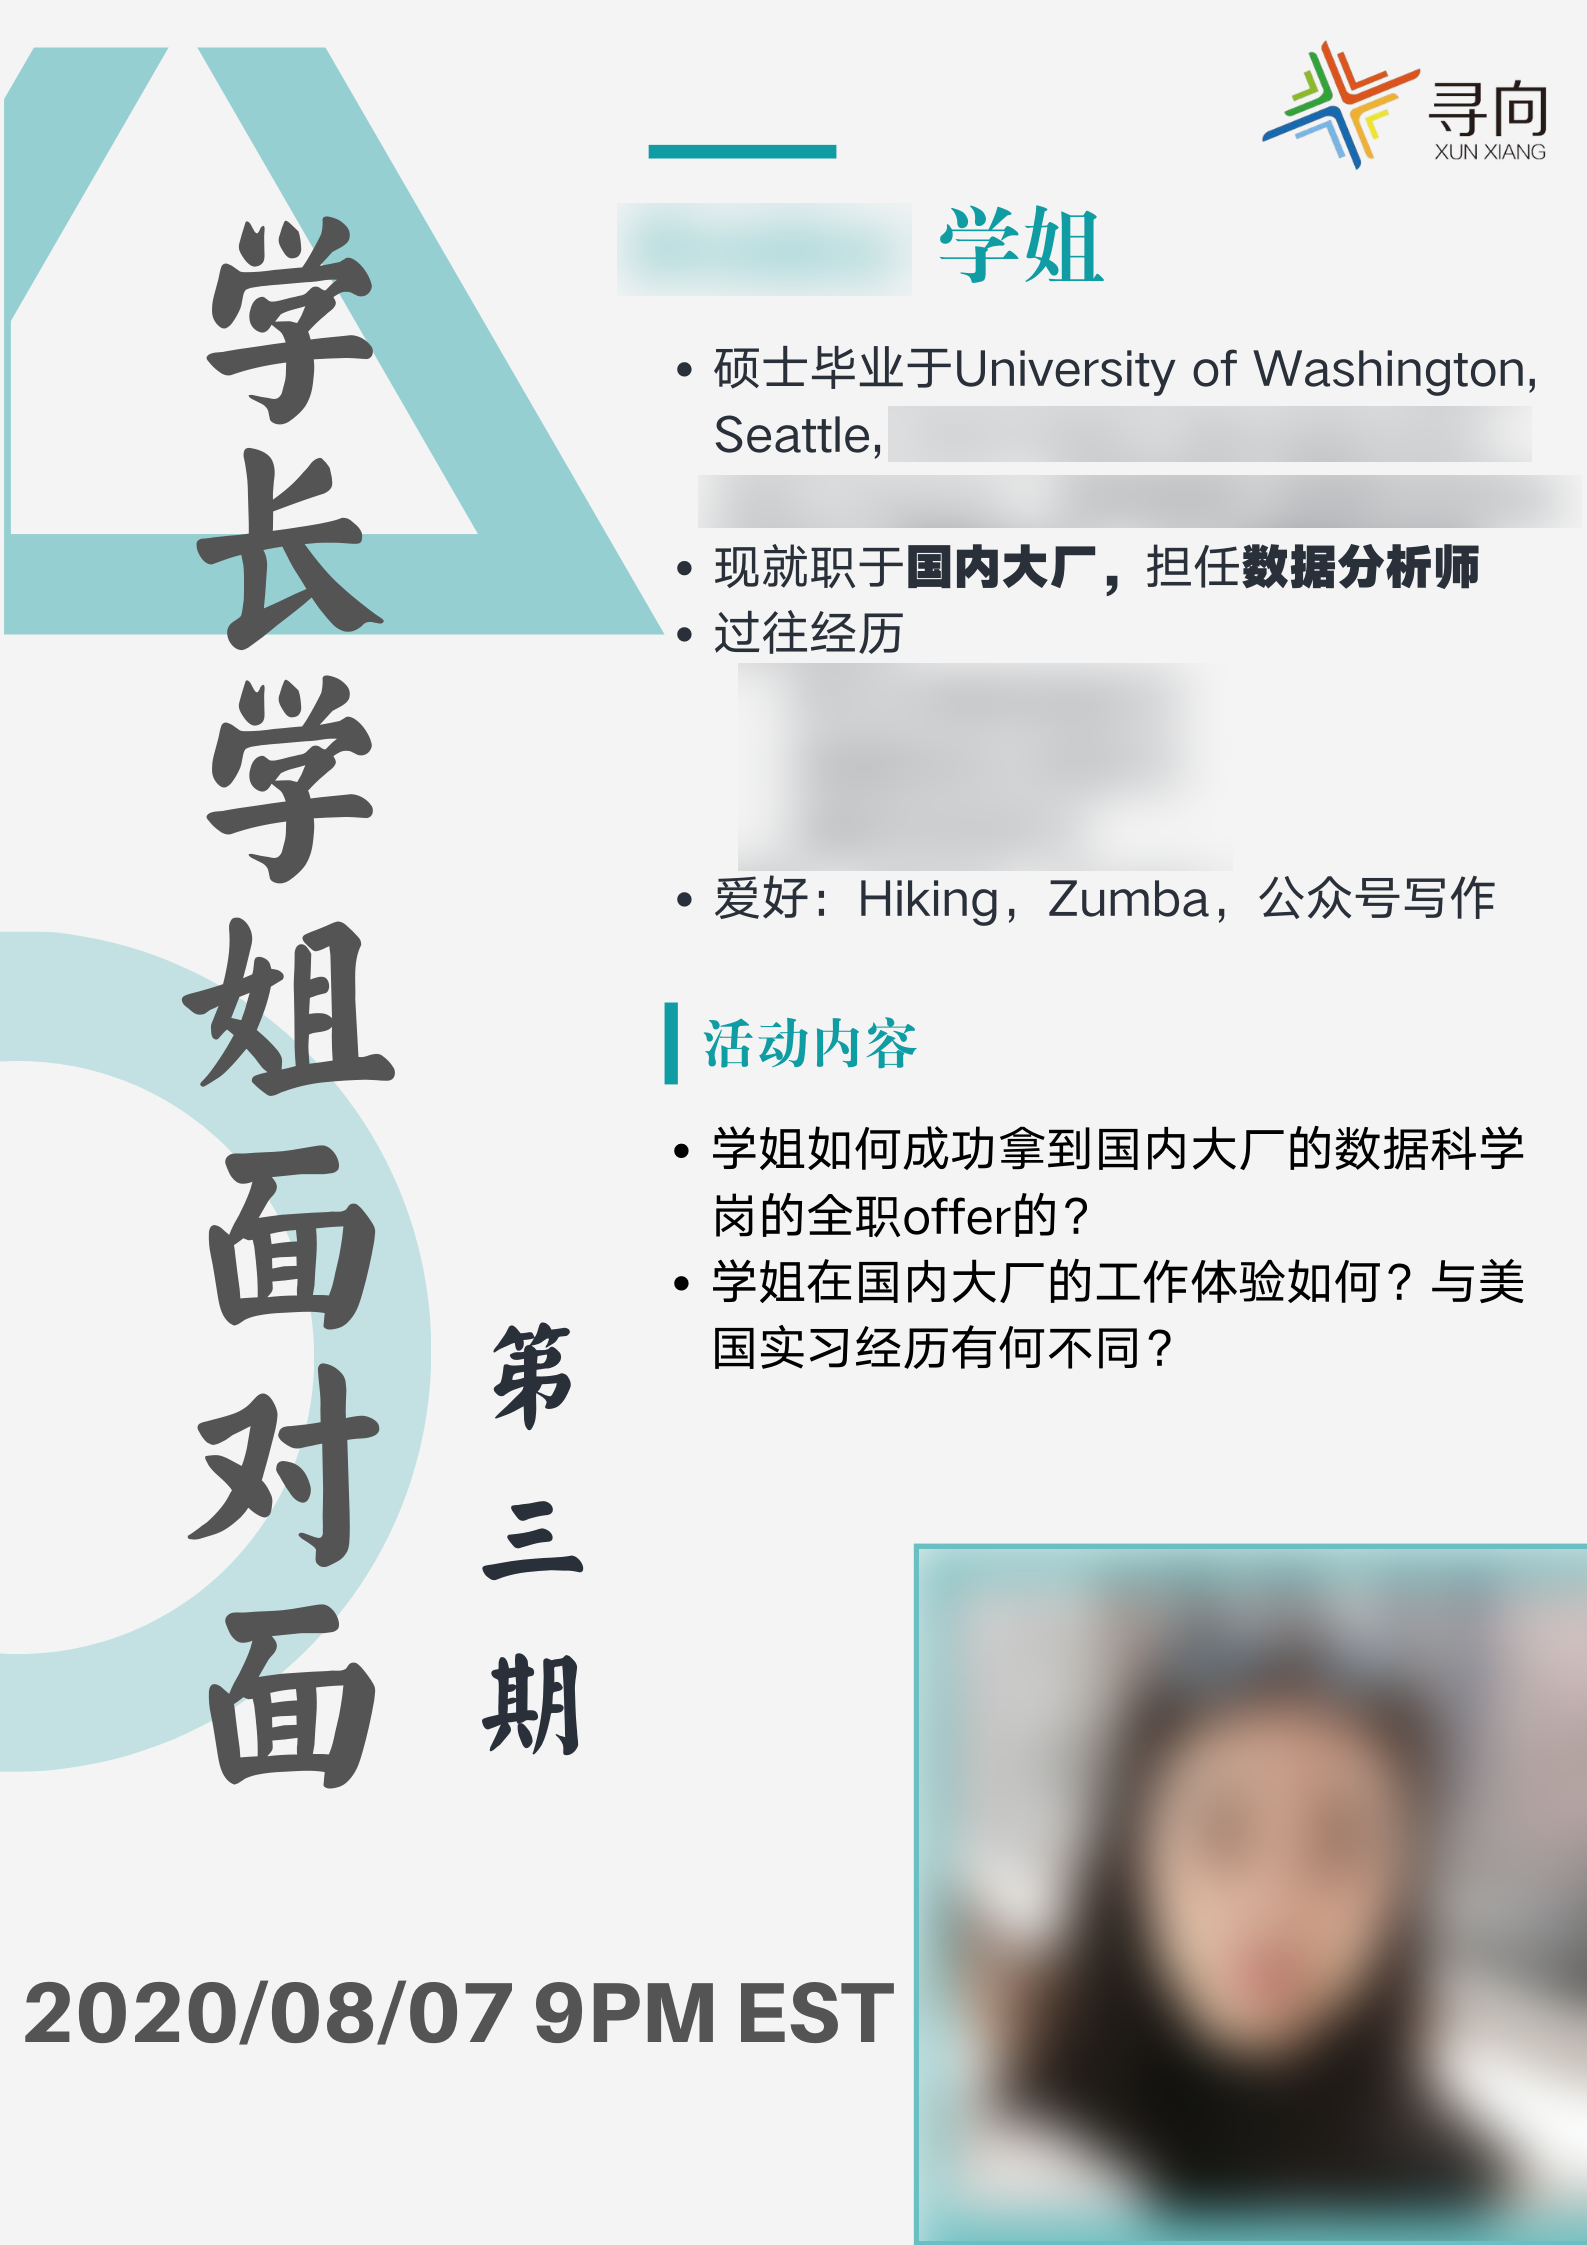 寻向
XUN XIANG
学长学姐面对面
第三期
学姐
硕士毕业于University of Washington,
Seattle,
现就职于国内大厂，担任数据分析师
过往经历
爱好：Hiking，Zumba，公众号写作
活动内容
学姐如何成功拿到国内大厂的数据科学
岗的全职offer的？
学姐在国内大厂的工作体验如何？与美
国实习经历有何不同？
2020/08/07 9PM EST